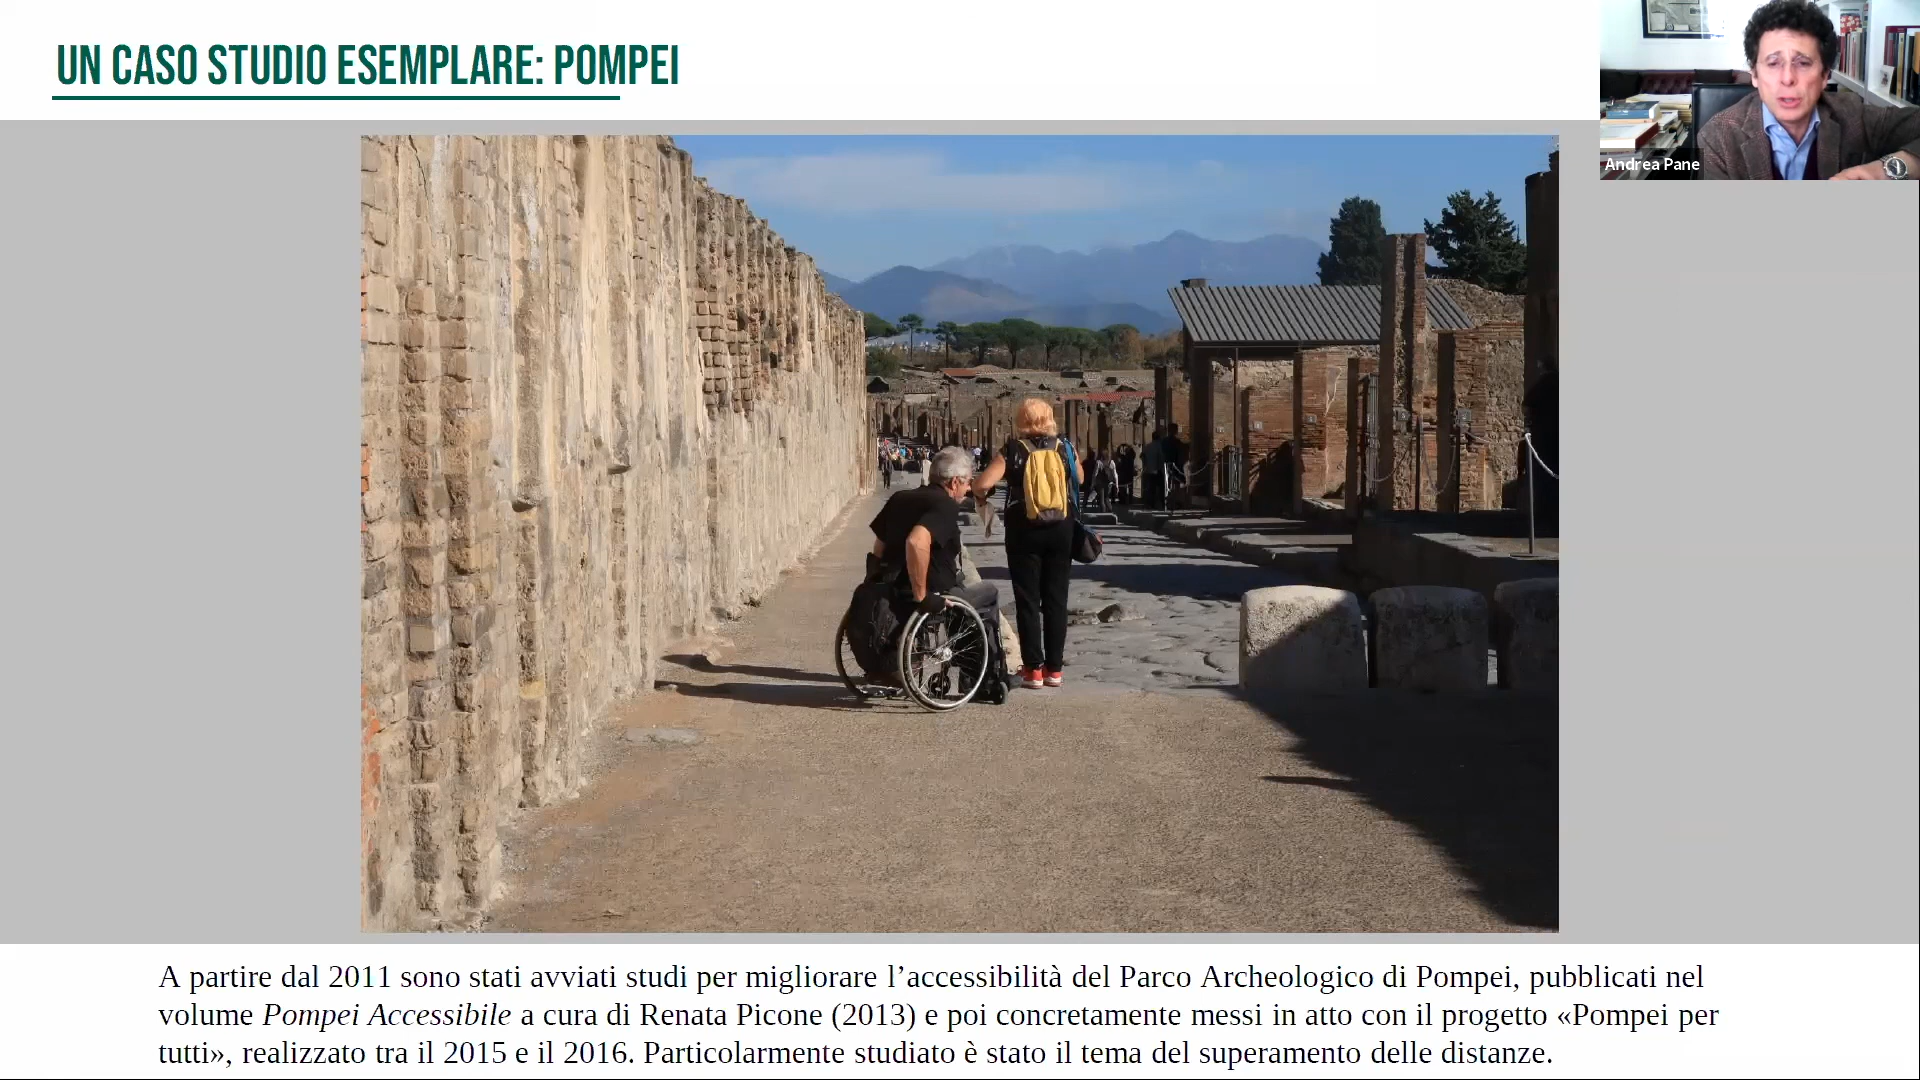 UN CASO STUDIO ESEMPLARE: POMPEI
Andrea Pane
A partire dal 2011 sono stati avviati studi per migliorare l’accessibilità del Parco Archeologico di Pompei, pubblicati nel
volume Pompei Accessibile a cura di Renata Picone (2013) e poi concretamente messi in atto con il progetto «Pompei per
tutti», realizzato tra il 2015 e il 2016. Particolarmente studiato è stato il tema del superamento delle distanze.